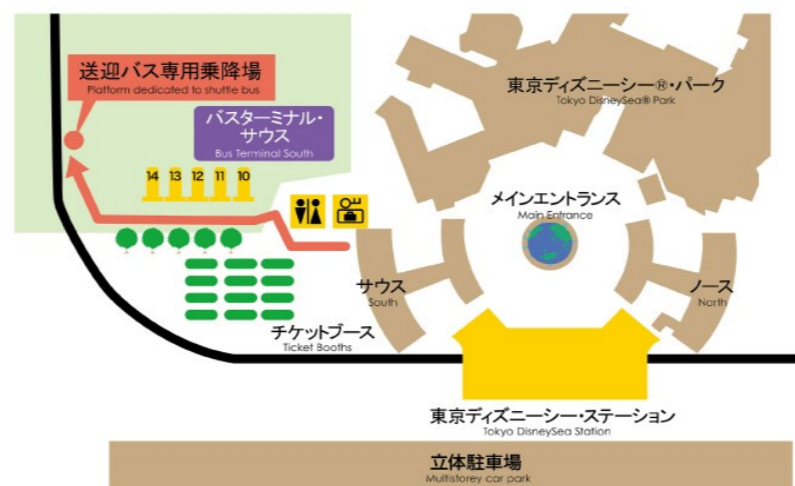 送迎バス専用乗降場
Platform dedicated to shuttle bus
バスターミナル・
サウス
Bus Terminal South
東京ディズニーシー®・パーク
Tokyo DisneySea® Park
14 13 12 11 10
メインエントランス
Main Entrance
サウス
South
ノース
North
チケットブース
Ticket Booths
東京ディズニーシー・ステーション
Tokyo DisneySea Station
立体駐車場
Multistorey car park